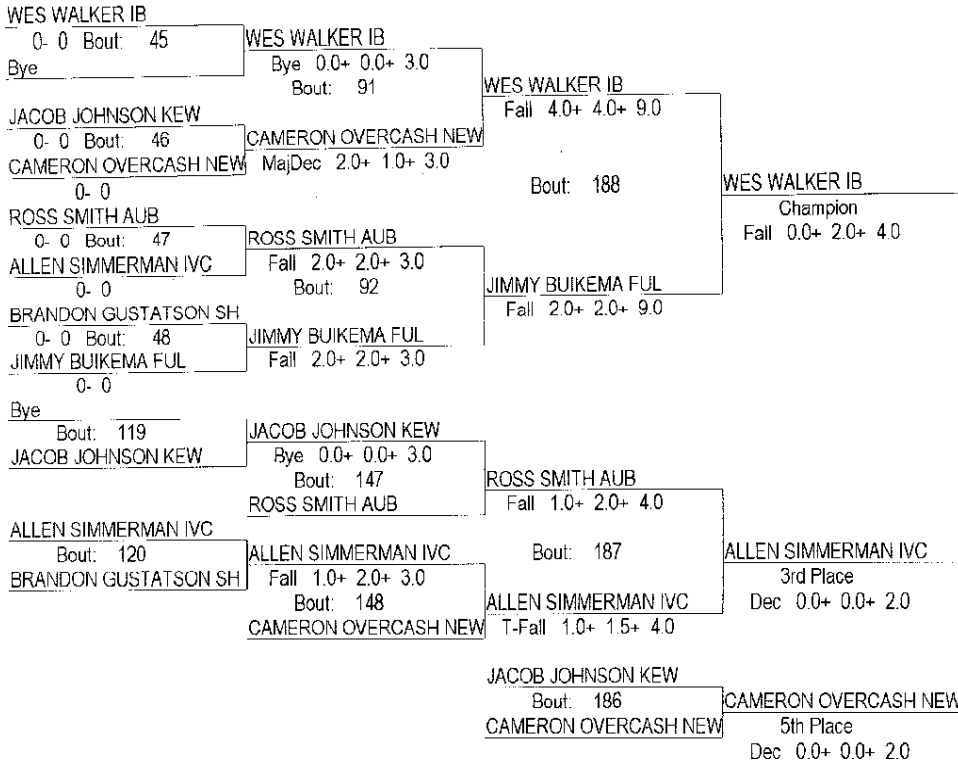 WES WALKER IB
0- 0 Bout: 45
Bye
WES WALKER IB
Bye 0.0+ 0.0+ 3.0
Bout: 91
JACOB JOHNSON KEW
0- 0 Bout: 46
CAMERON OVERCASH NEW
0- 0
CAMERON OVERCASH NEW
MajDec 2.0+ 1.0+ 3.0
WES WALKER IB
Fall 4.0+ 4.0+ 9.0
Bout: 188
ROSS SMITH AUB
0- 0 Bout: 47
ALLEN SIMMERMAN IVC
0- 0
ROSS SMITH AUB
Fall 2.0+ 2.0+ 3.0
Bout: 92
BRANDON GUSTATSON SH
0- 0 Bout: 48
JIMMY BUIKEMA FUL
0- 0
JIMMY BUIKEMA FUL
Fall 2.0+ 2.0+ 3.0
JIMMY BUIKEMA FUL
Fall 2.0+ 2.0+ 9.0
WES WALKER IB
Champion
Fall 0.0+ 2.0+ 4.0
Bye
Bout: 119
JACOB JOHNSON KEW
JACOB JOHNSON KEW
Bye 0.0+ 0.0+ 3.0
Bout: 147
ROSS SMITH AUB
ROSS SMITH AUB
Fall 1.0+ 2.0+ 4.0
Bout: 187
ALLEN SIMMERMAN IVC
Bout: 120
BRANDON GUSTATSON SH
ALLEN SIMMERMAN IVC
Fall 1.0+ 2.0+ 3.0
Bout: 148
CAMERON OVERCASH NEW
ALLEN SIMMERMAN IVC
T-Fall 1.0+ 1.5+ 4.0
ALLEN SIMMERMAN IVC
3rd Place
Dec 0.0+ 0.0+ 2.0
JACOB JOHNSON KEW
Bout: 186
CAMERON OVERCASH NEW
CAMERON OVERCASH NEW
5th Place
Dec 0.0+ 0.0+ 2.0